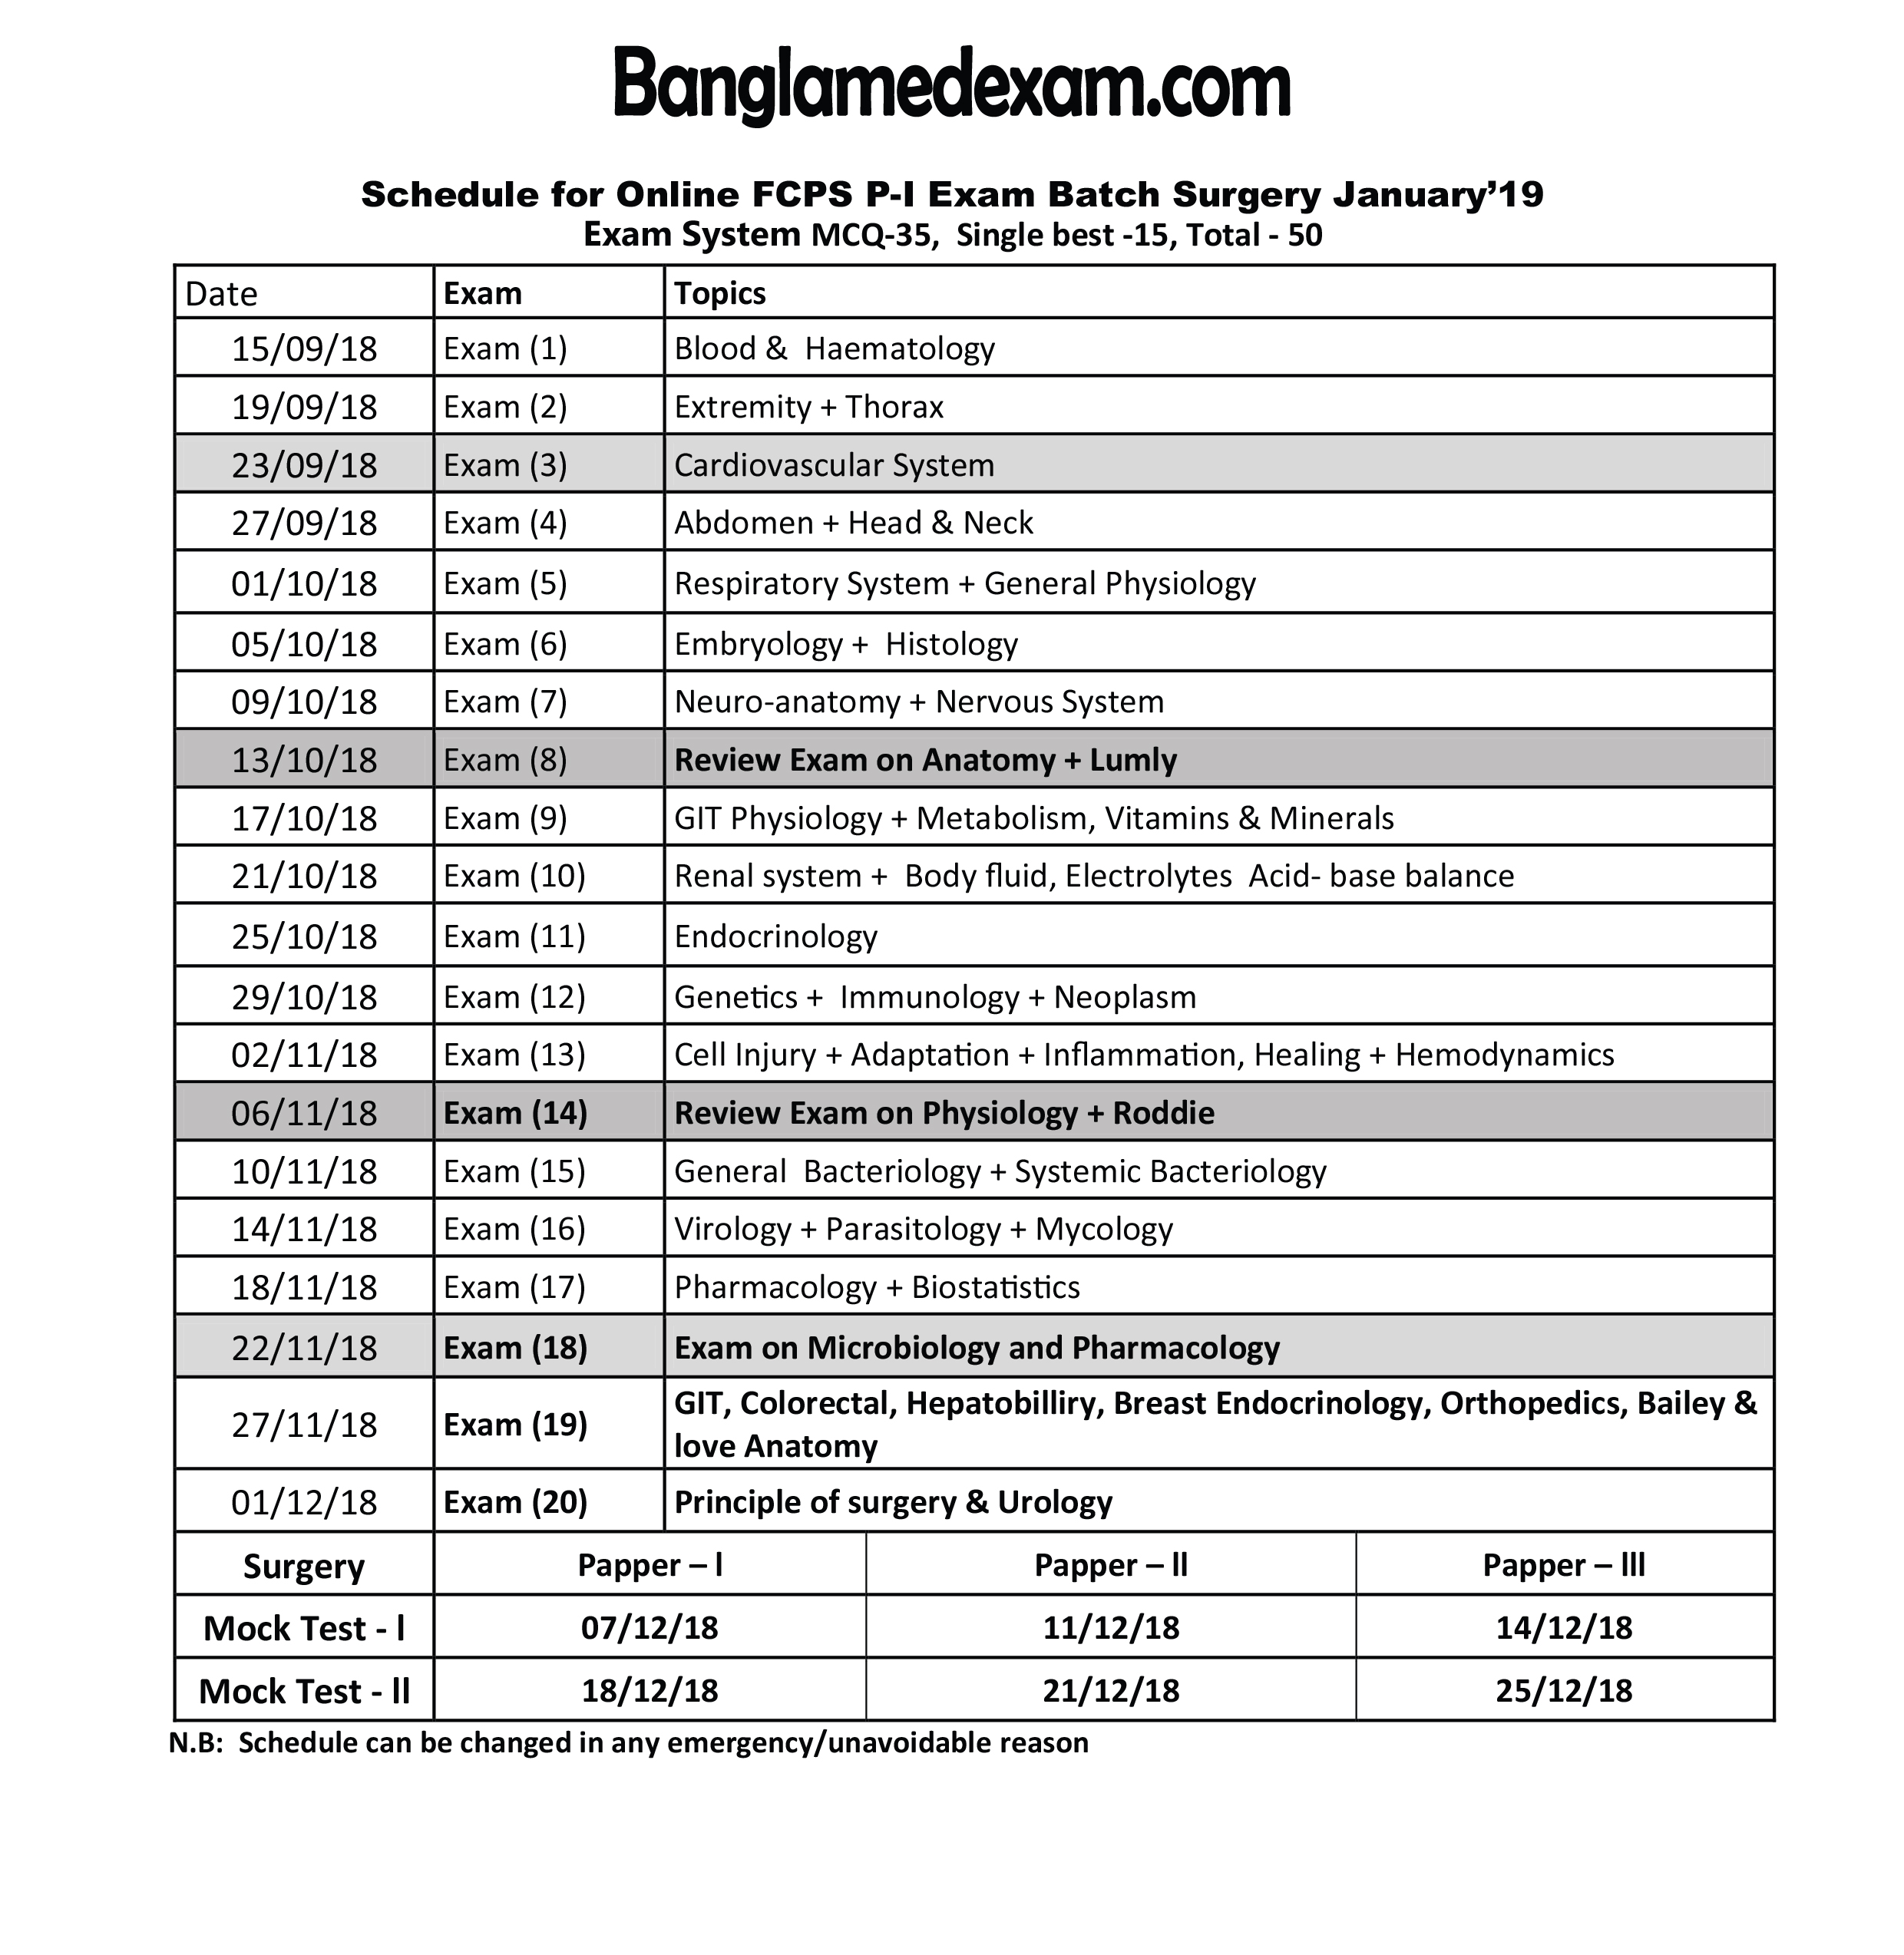 Banglamedexam.com
Schedule for Online FCPS P-I Exam Batch Surgery January’19
Exam System MCQ-35, Single best -15, Total - 50
Date Exam Topics
15/09/18 Exam (1) Blood & Haematology
19/09/18 Exam (2) Extremity + Thorax
23/09/18 Exam (3) Cardiovascular System
27/09/18 Exam (4) Abdomen + Head & Neck
01/10/18 Exam (5) Respiratory System + General Physiology
05/10/18 Exam (6) Embryology + Histology
09/10/18 Exam (7) Neuro-anatomy + Nervous System
13/10/18 Exam (8) Review Exam on Anatomy + Lumly
17/10/18 Exam (9) GIT Physiology + Metabolism, Vitamins & Minerals
21/10/18 Exam (10) Renal system + Body fluid, Electrolytes Acid- base balance
25/10/18 Exam (11) Endocrinology
29/10/18 Exam (12) Genetics + Immunology + Neoplasm
02/11/18 Exam (13) Cell Injury + Adaptation + Inflammation, Healing + Hemodynamics
06/11/18 Exam (14) Review Exam on Physiology + Roddie
10/11/18 Exam (15) General Bacteriology + Systemic Bacteriology
14/11/18 Exam (16) Virology + Parasitology + Mycology
18/11/18 Exam (17) Pharmacology + Biostatistics
22/11/18 Exam (18) Exam on Microbiology and Pharmacology
27/11/18 Exam (19) GIT, Colorectal, Hepatobilliry, Breast Endocrinology, Orthopedics, Bailey &
love Anatomy
01/12/18 Exam (20) Principle of surgery & Urology
Surgery Papper – l Papper – ll Papper – lll
Mock Test - l 07/12/18 11/12/18 14/12/18
Mock Test - ll 18/12/18 21/12/18 25/12/18
N.B: Schedule can be changed in any emergency/unavoidable reason